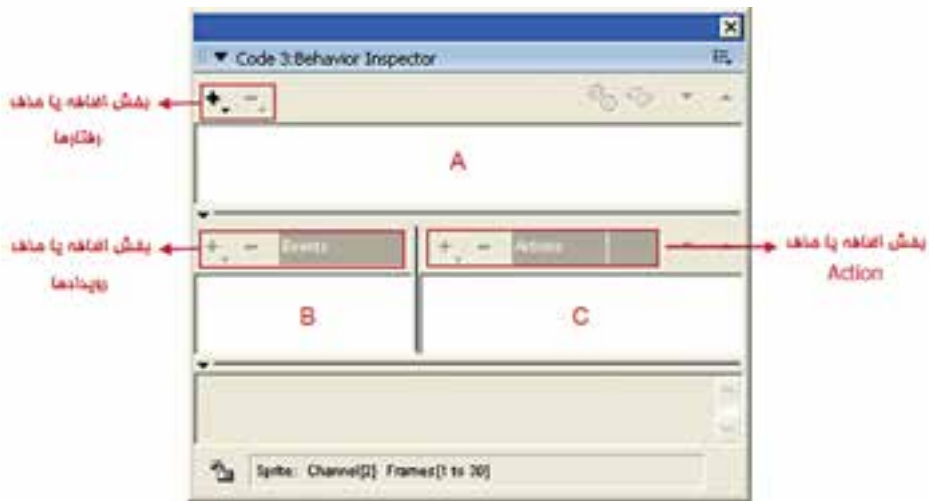 Code 3:Behavior Inspector
بخش اضافه یا حذف
رفتارها
A
بخش اضافه یا حذف
رویدادها
Events
Actions
بخش اضافه یا حذف
Action
B
C
Sprite: Channel[2] Frames[1 to 30]